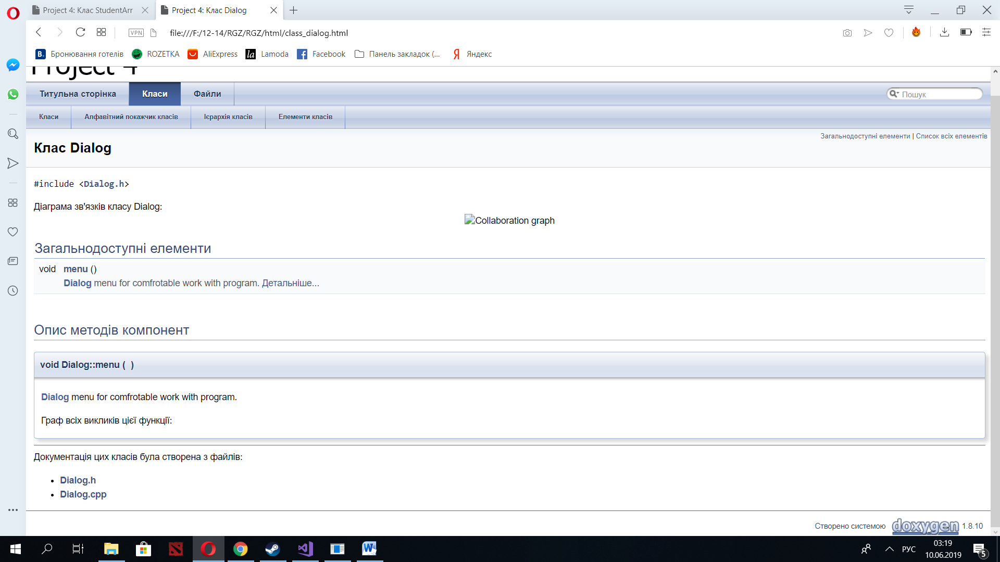 Project 4: Клас StudentArr
Project 4: Клас Dialog
VPN
file:///F:/12-14/RGZ/RGZ/html/class_dialog.html
B. Бронювання готелів
ROZETKA
AliExpress
la Lamoda
Facebook
Панель закладок (...
Я Яндекс
Project 4
Титульна сторінка
Класи
Файли
Пошук
Класи
Алфавітний покажчик класів
Ієрархія класів
Елементи класів
Загальнодоступні елементи | Список всіх елементів
Клас Dialog
#include <Dialog.h>
Діаграма зв'язків класу Dialog:
Collaboration graph
Загальнодоступні елементи
void menu ()
Dialog menu for comfrotable work with program. Детальніше...
Опис методів компонент
void Dialog::menu ( )
Dialog menu for comfrotable work with program.
Граф всіх викликів цієї функції:
Документація цих класів була створена з файлів:
Dialog.h
Dialog.cpp
Створено системою doxygen 1.8.10
РУС
03:19
10.06.2019
5